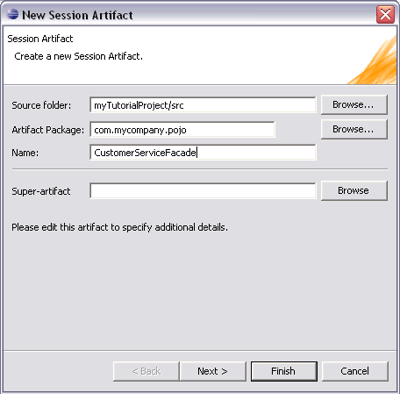 New Session Artifact
Session Artifact
Create a new Session Artifact.
Source folder: myTutorialProject/src Browse...
Artifact Package: com.mycompany.pojo Browse...
Name: CustomerServiceFacade
Super-artifact Browse
Please edit this artifact to specify additional details.
< Back Next > Finish Cancel